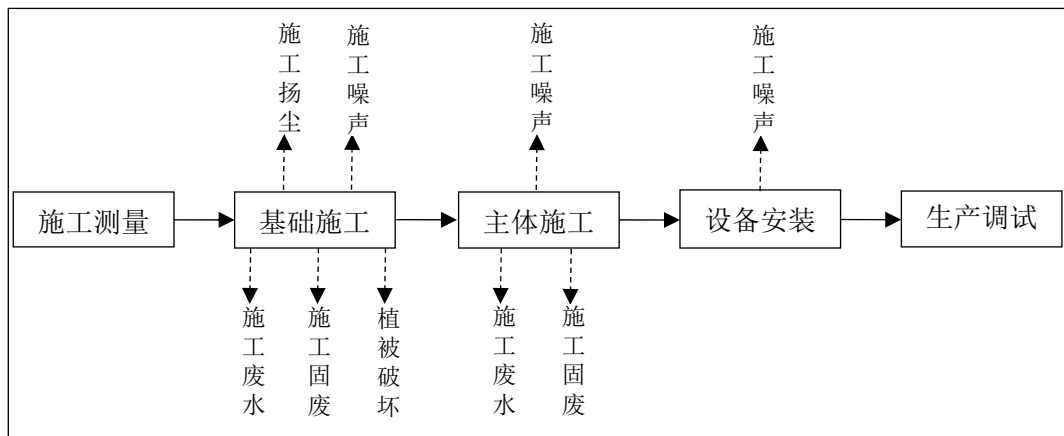 施工扬尘
施工噪声
施工噪声
施工噪声
施工测量
基础施工
主体施工
设备安装
生产调试
施工废水
施工固废
植被破坏
施工废水
施工固废